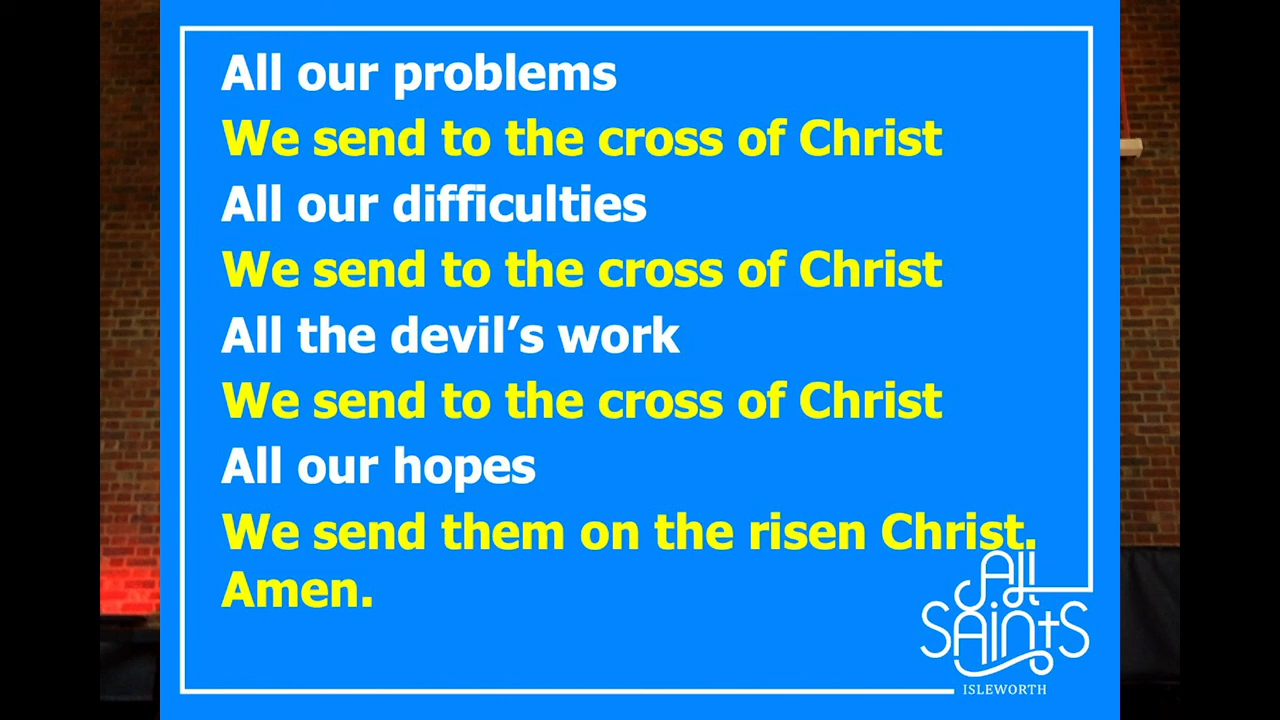 All our problems
We send to the cross of Christ
All our difficulties
We send to the cross of Christ
All the devil’s work
We send to the cross of Christ
All our hopes
We send them on the risen Christ.
Amen.
All
SAintS
ISLEWORTH